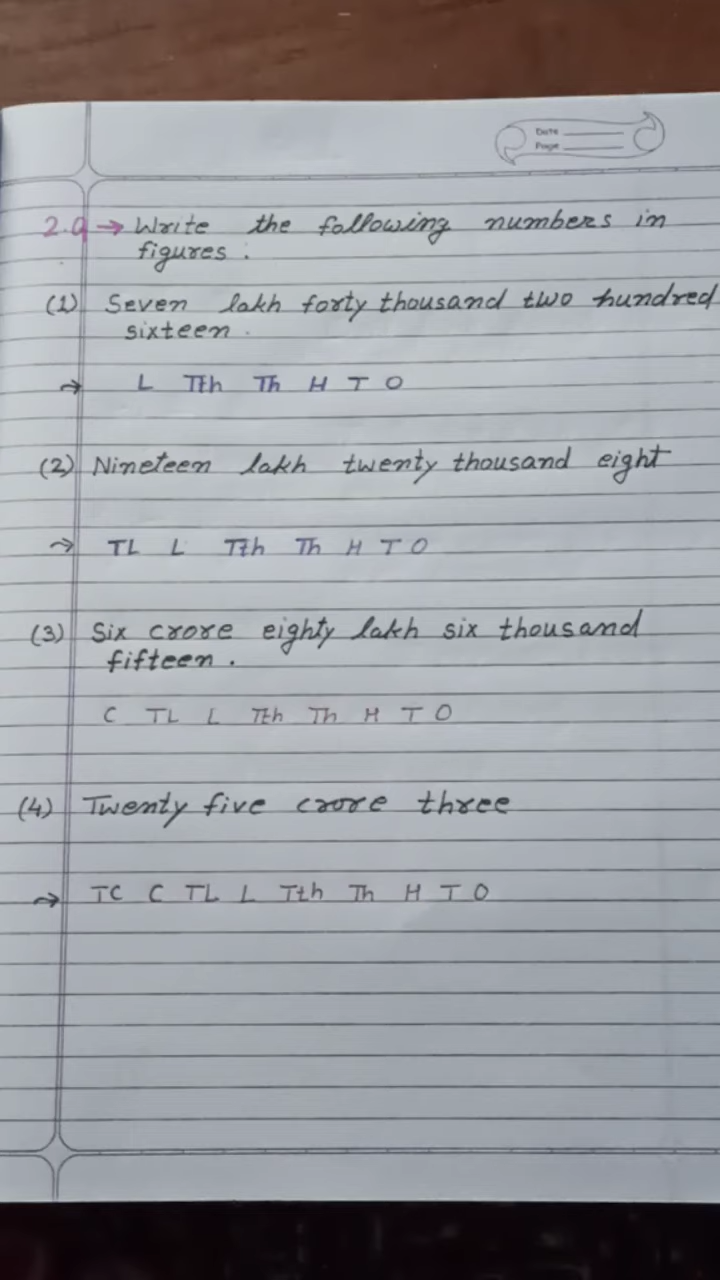 Date
Page
2.Q → Write the following numbers in
figures.
(1) Seven lakh forty thousand two hundred
sixteen.
→ L Tth Th H T O
(2) Nineteen lakh twenty thousand eight
→ TL L Tth Th H T O
(3) Six crore eighty lakh six thousand
fifteen.
C TL L Tth Th H T O
(4) Twenty five crore three
→ TC C TL L Tth Th H T O